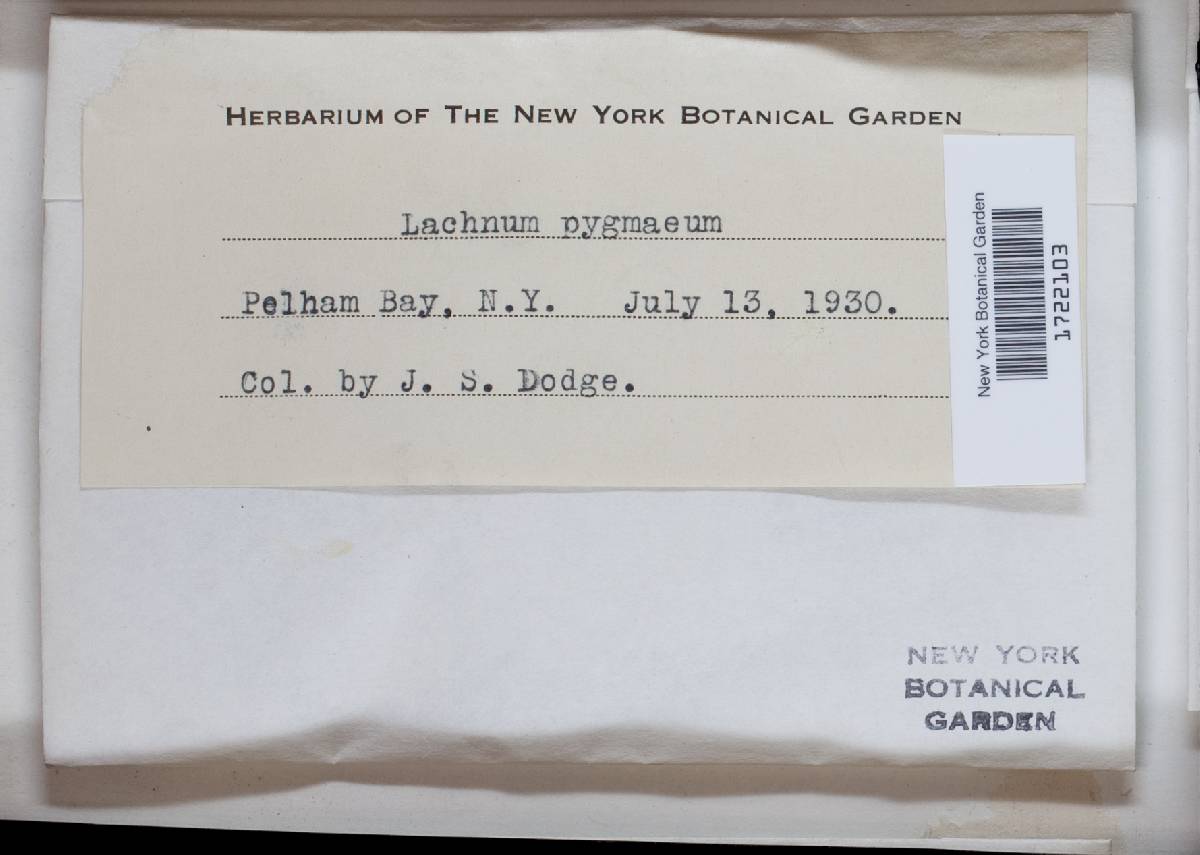 HERBARIUM OF THE NEW YORK BOTANICAL GARDEN
Lachnum pygmaeum
Pelham Bay, N.Y. July 13, 1930.
Col. by J. S. Dodge.
New York Botanical Garden
1722103
NEW YORK
BOTANICAL
GARDEN